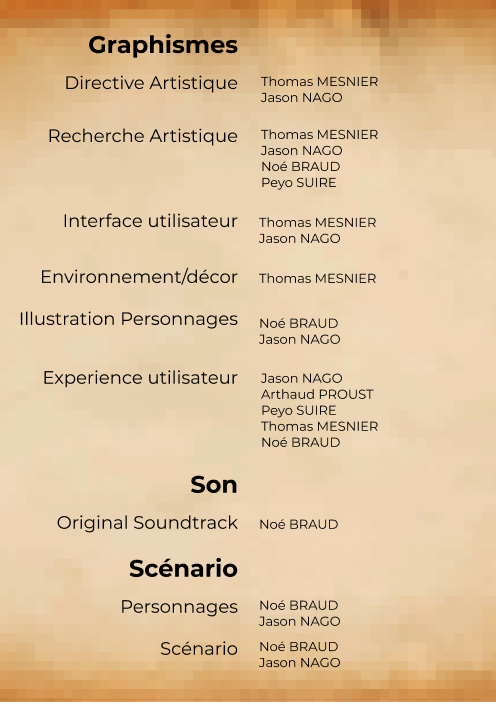 Graphismes
Directive Artistique Thomas MESNIER
Jason NAGO
Recherche Artistique Thomas MESNIER
Jason NAGO
Noé BRAUD
Peyo SUIRE
Interface utilisateur Thomas MESNIER
Jason NAGO
Environnement/décor Thomas MESNIER
Illustration Personnages Noé BRAUD
Jason NAGO
Experience utilisateur Jason NAGO
Arthaud PROUST
Peyo SUIRE
Thomas MESNIER
Noé BRAUD
Son
Original Soundtrack Noé BRAUD
Scénario
Personnages Noé BRAUD
Jason NAGO
Scénario Noé BRAUD
Jason NAGO